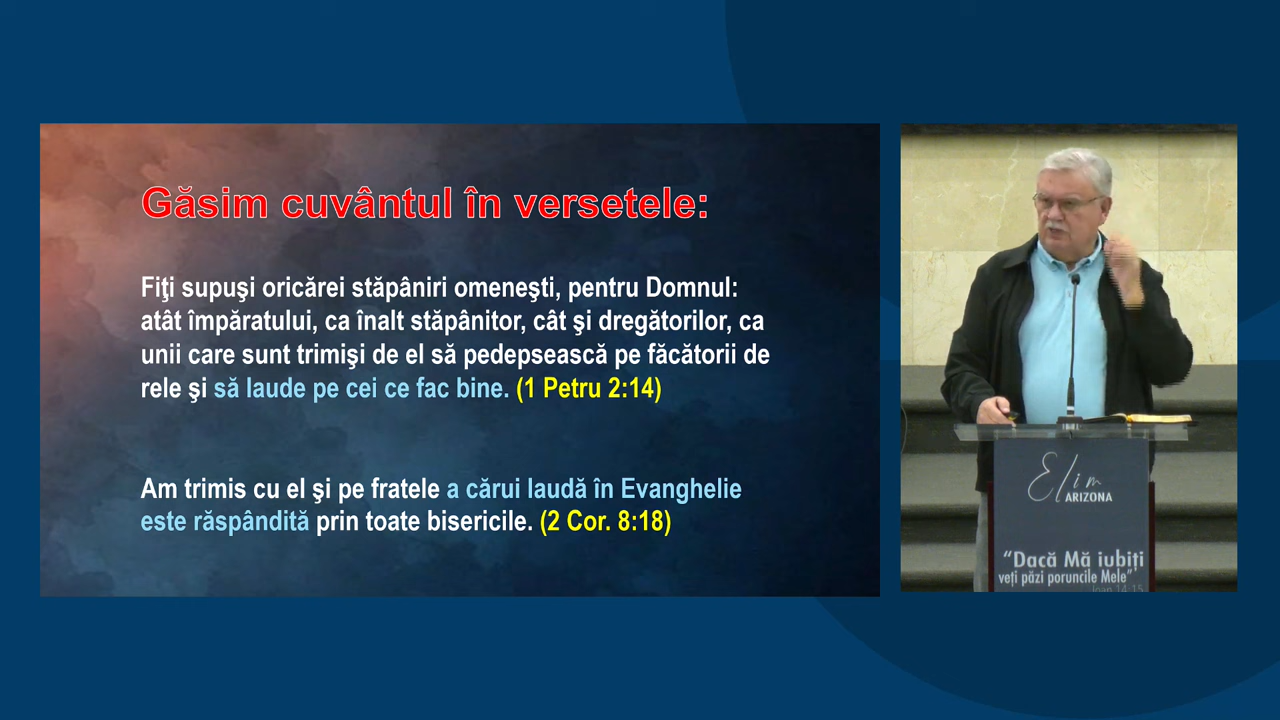 Găsim cuvântul în versetele:
Fiţi supuşi oricărei stăpâniri omeneşti, pentru Domnul:
atât împăratului, ca înalt stăpânitor, cât şi dregătorilor, ca
unii care sunt trimişi de el să pedepsească pe făcătorii de
rele şi să laude pe cei ce fac bine. (1 Petru 2:14)
Am trimis cu el şi pe fratele a cărui laudă în Evanghelie
este răspândită prin toate bisericile. (2 Cor. 8:18)
Elim
ARIZONA
“Dacă Mă iubiți
veți păzi poruncile Mele”
Ioan 14:15